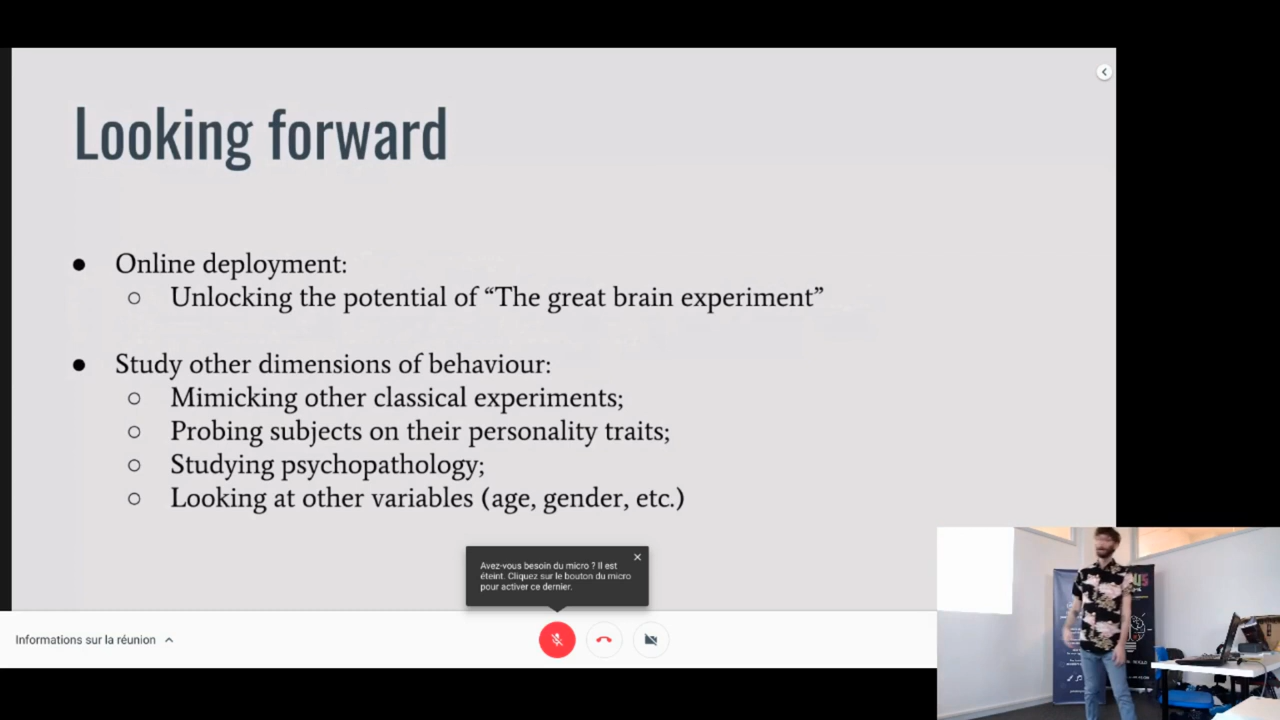 Looking forward
● Online deployment:
○ Unlocking the potential of “The great brain experiment”
● Study other dimensions of behaviour:
○ Mimicking other classical experiments;
○ Probing subjects on their personality traits;
○ Studying psychopathology;
○ Looking at other variables (age, gender, etc.)
Avez-vous besoin du micro ? Il est
éteint. Cliquez sur le bouton du micro
pour activer ce dernier.
Informations sur la réunion